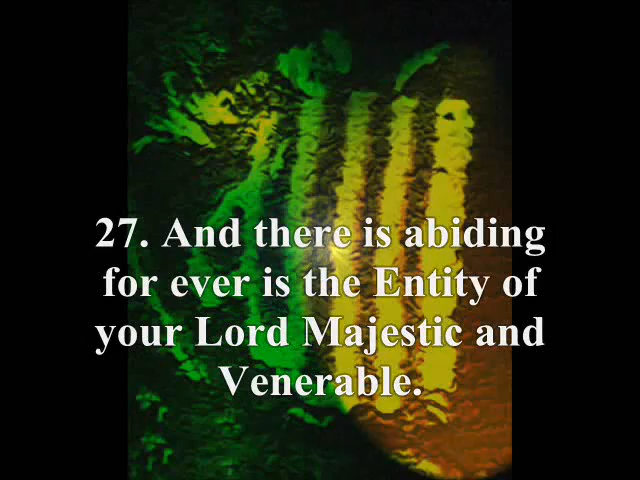 27. And there is abiding
for ever is the Entity of
your Lord Majestic and
Venerable.